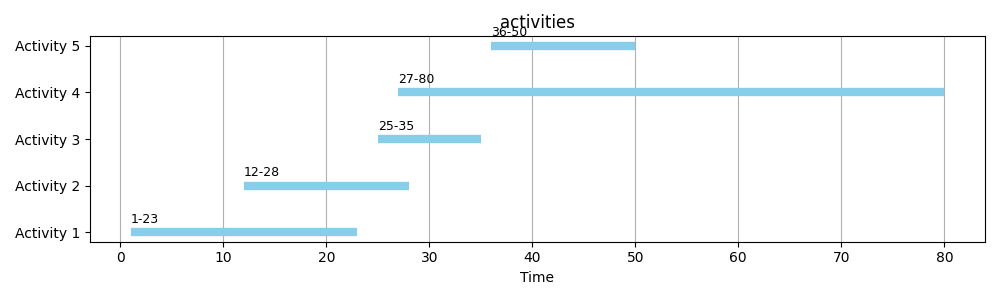 activities
Activity 5
36-50
Activity 4
27-80
Activity 3
25-35
Activity 2
12-28
Activity 1
1-23
0 10 20 30 40 50 60 70 80
Time